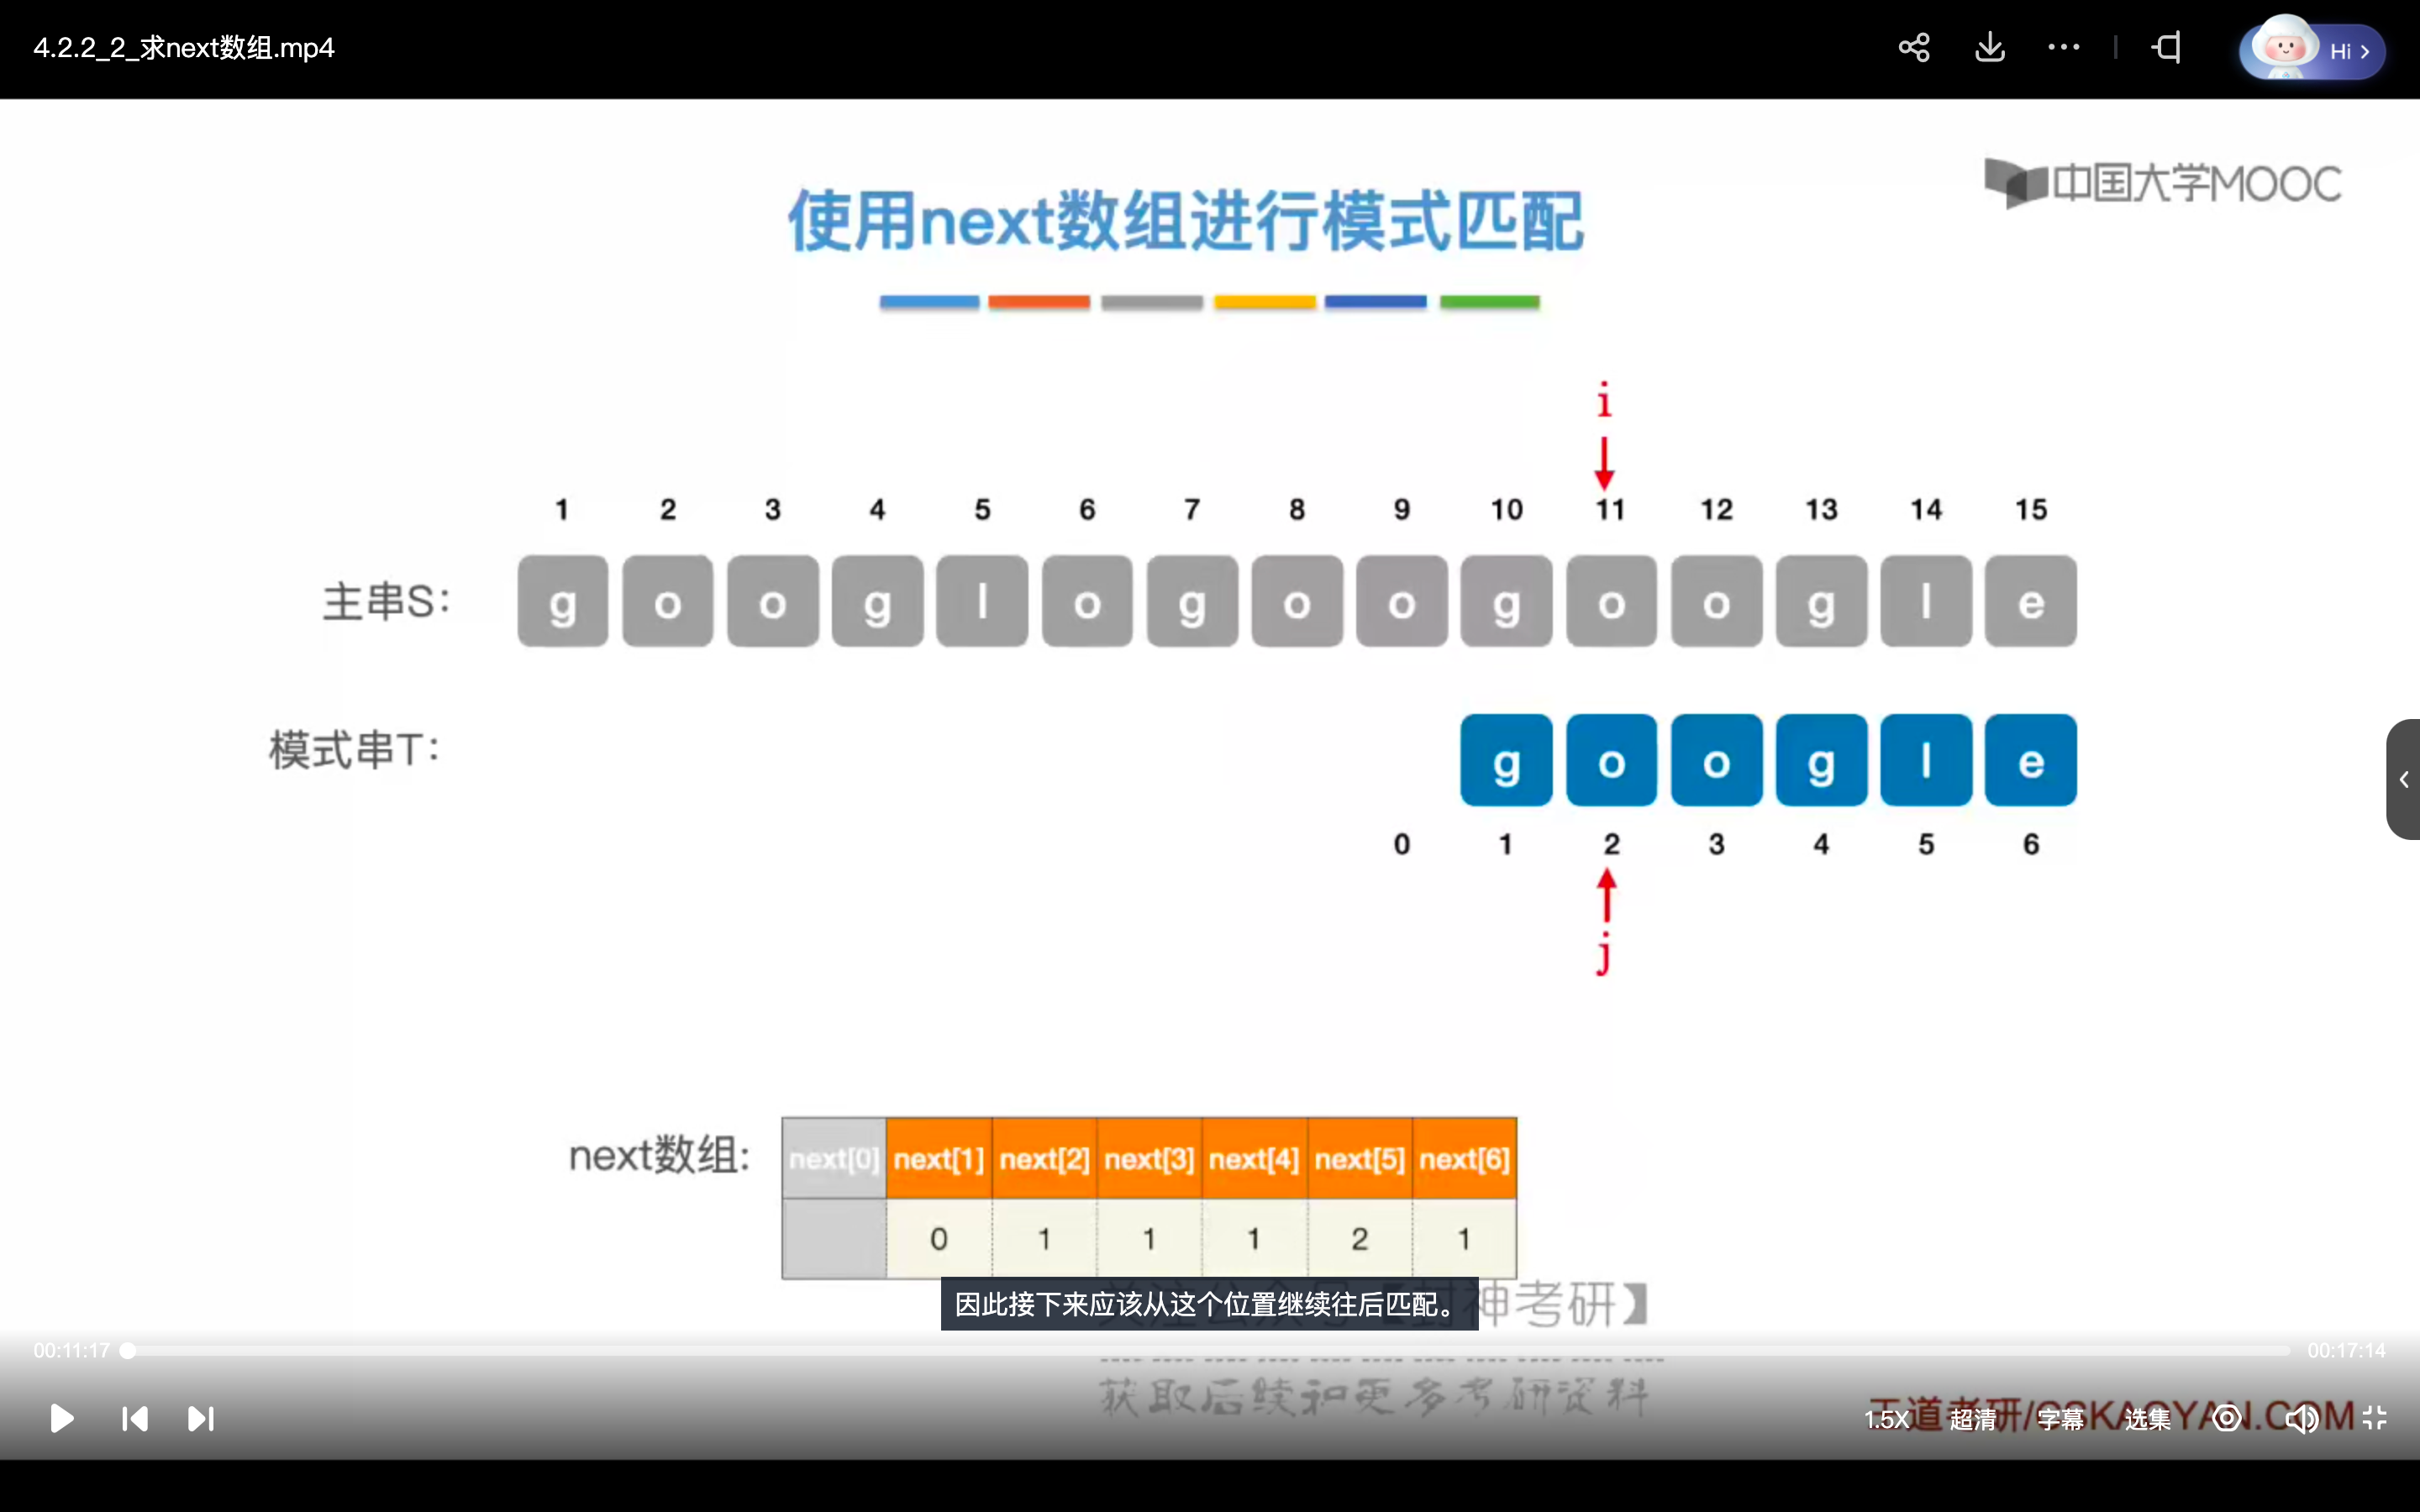 4.2.2_2_求next数组.mp4
Hi
中国大学MOOC
使用next数组进行模式匹配
i
1 2 3 4 5 6 7 8 9 10 11 12 13 14 15
主串S: g o o g l o g o o g o o g l e
模式串T: g o o g l e
0 1 2 3 4 5 6
j
next数组: next[0] next[1] next[2] next[3] next[4] next[5] next[6]
0 1 1 1 2 1
因此接下来应该从这个位置继续往后匹配。
神考研】
00:11:17 00:17:14
获取后续和更多考研资料
王道考研/CSKAOYAN.COM
1.5X 超清 字幕 选集